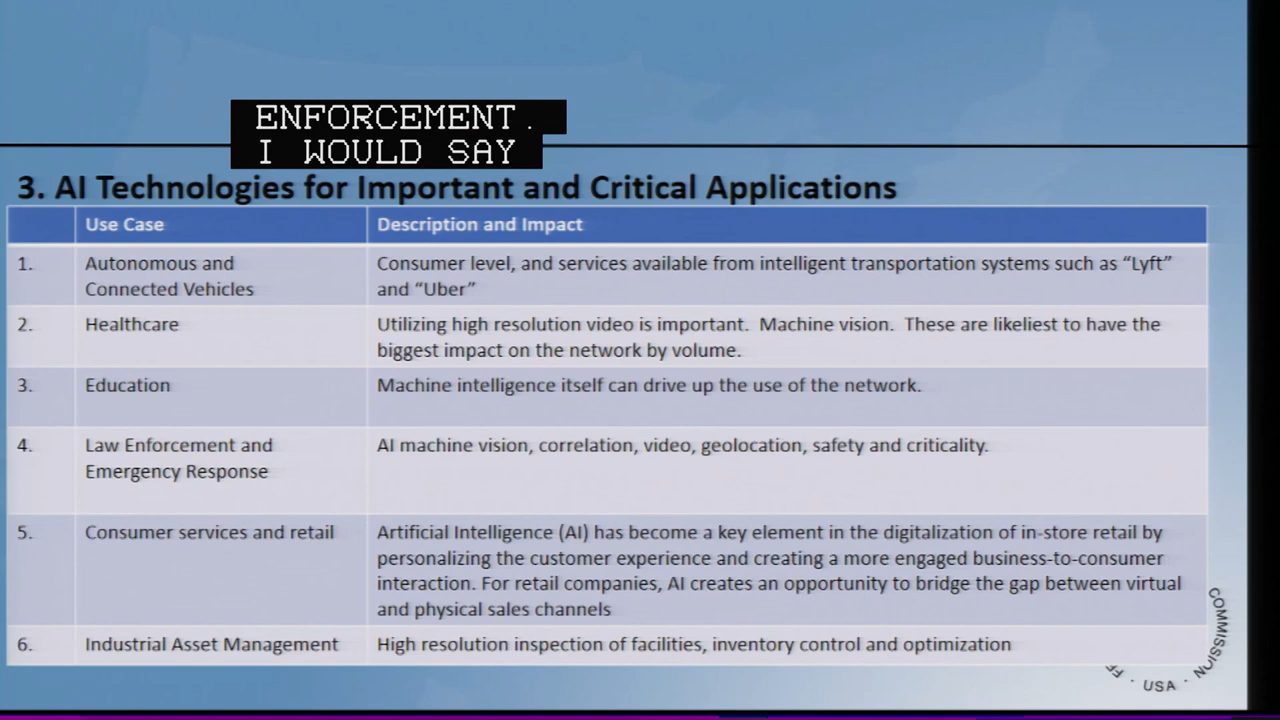 ENFORCEMENT.
I WOULD SAY
3. AI Technologies for Important and Critical Applications
Use Case
Description and Impact
1.
Autonomous and
Connected Vehicles
Consumer level, and services available from intelligent transportation systems such as “Lyft”
and “Uber”
2.
Healthcare
Utilizing high resolution video is important. Machine vision. These are likeliest to have the
biggest impact on the network by volume.
3.
Education
Machine intelligence itself can drive up the use of the network.
4.
Law Enforcement and
Emergency Response
AI machine vision, correlation, video, geolocation, safety and criticality.
5.
Consumer services and retail
Artificial Intelligence (AI) has become a key element in the digitalization of in-store retail by
personalizing the customer experience and creating a more engaged business-to-consumer
interaction. For retail companies, AI creates an opportunity to bridge the gap between virtual
and physical sales channels
6.
Industrial Asset Management
High resolution inspection of facilities, inventory control and optimization
COMMISSION
· USA ·